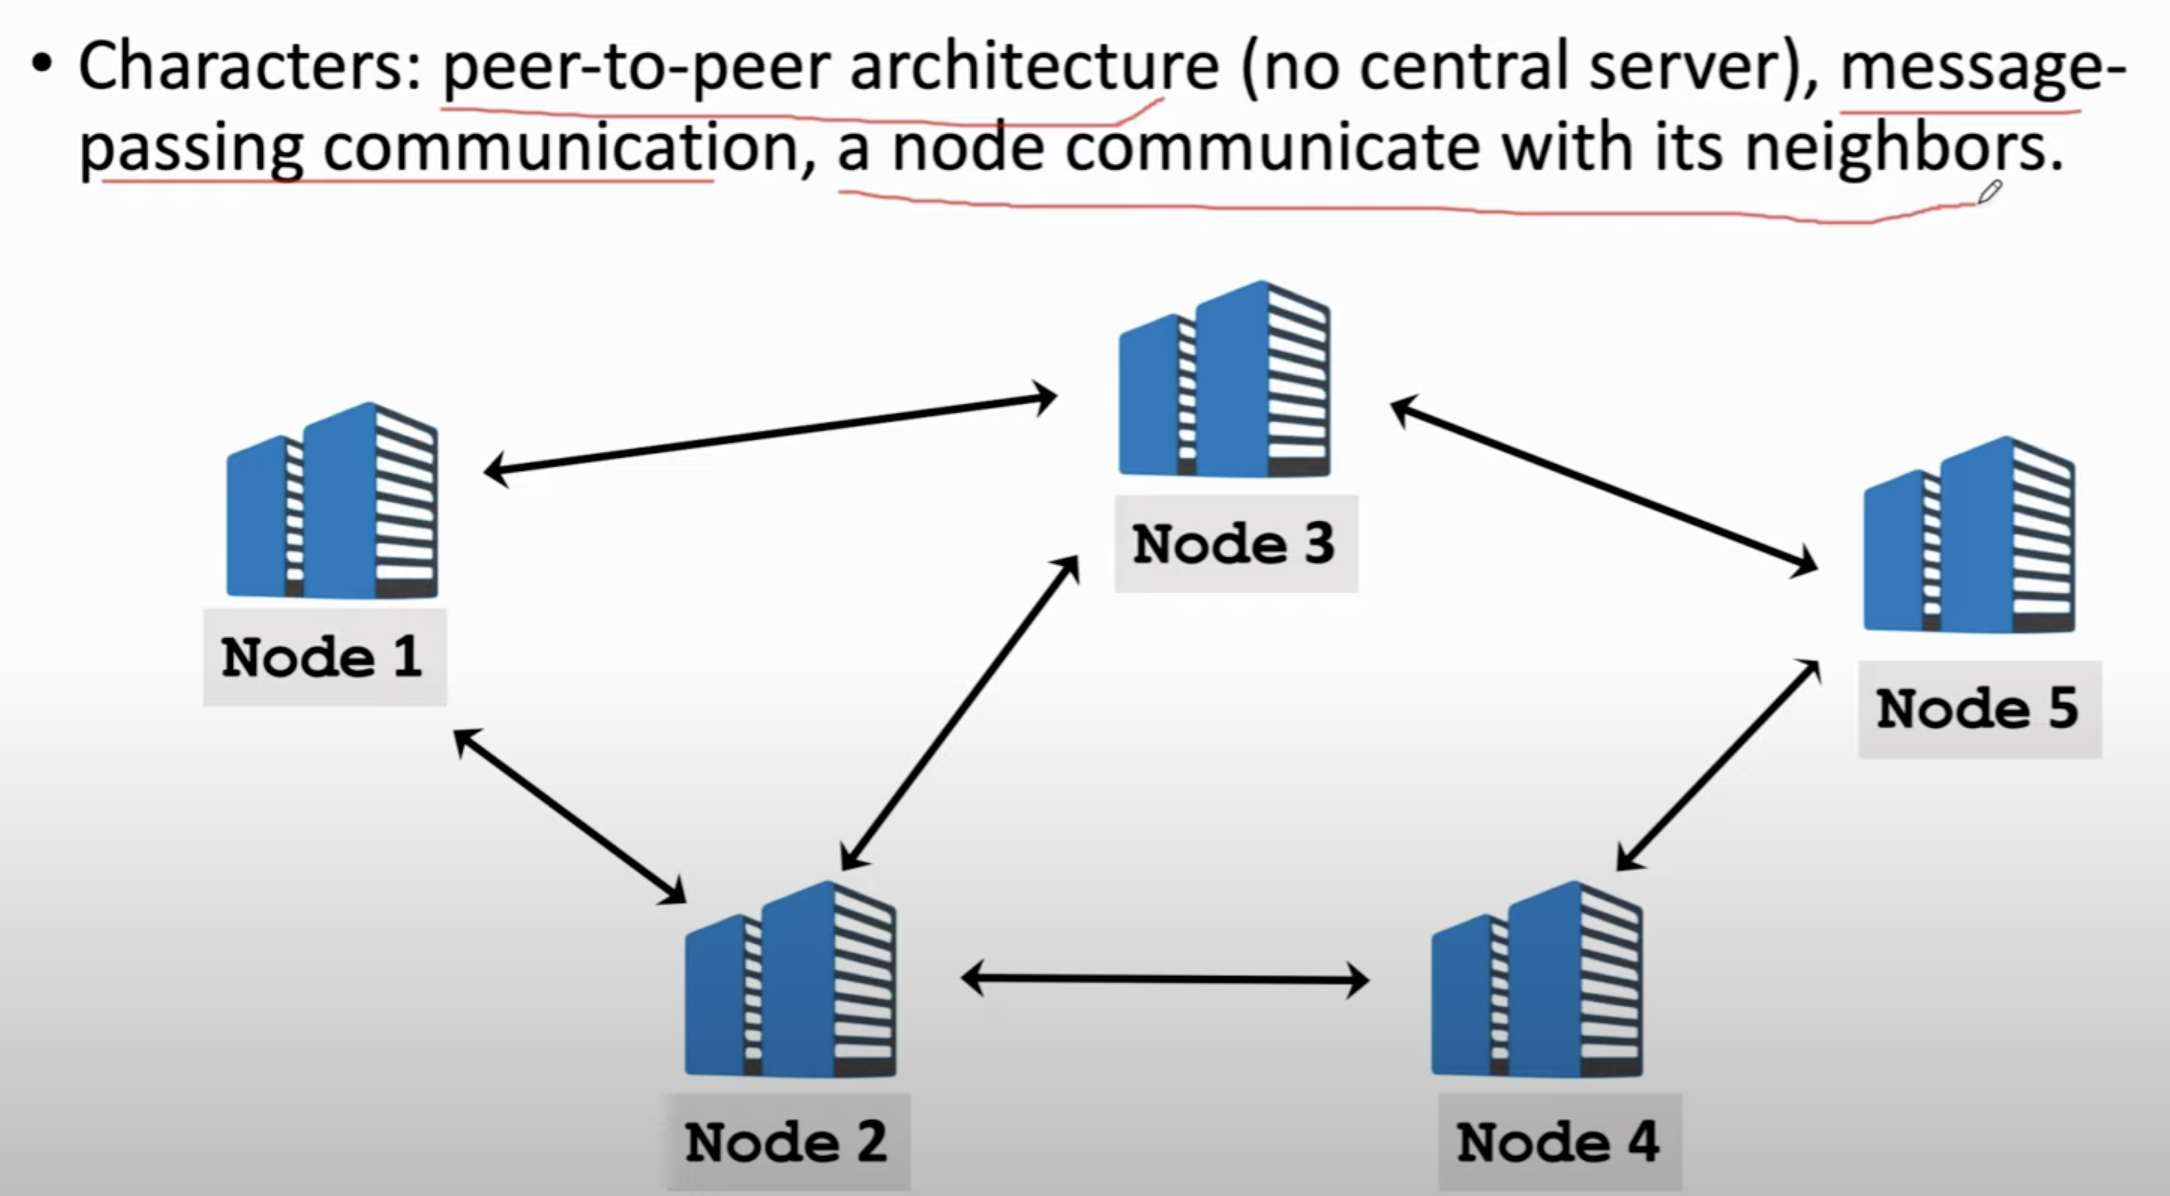 • Characters: peer-to-peer architecture (no central server), message-
passing communication, a node communicate with its neighbors.
Node 3
Node 1
Node 5
Node 2
Node 4